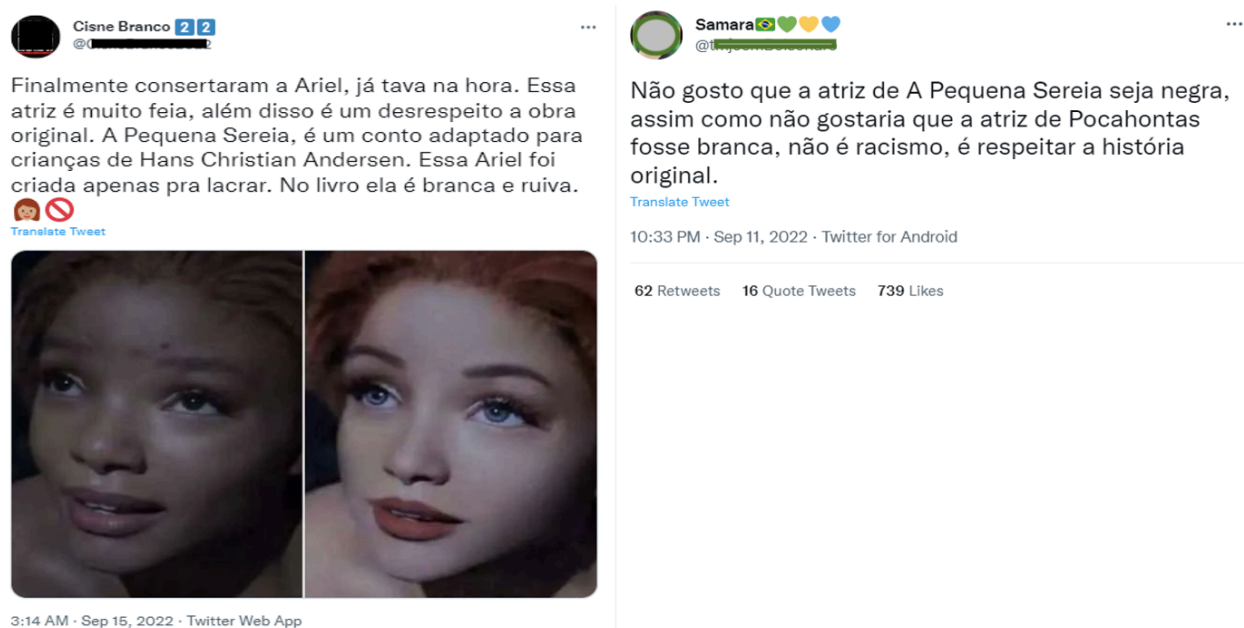 Cisne Branco 2 2
Finalmente consertaram a Ariel, já tava na hora. Essa
atriz é muito feia, além disso é um desrespeito a obra
original. A Pequena Sereia, é um conto adaptado para
crianças de Hans Christian Andersen. Essa Ariel foi
criada apenas pra lacrar. No livro ela é branca e ruiva.
Translate Tweet
3:14 AM · Sep 15, 2022 · Twitter Web App
Samara
Não gosto que a atriz de A Pequena Sereia seja negra,
assim como não gostaria que a atriz de Pocahontas
fosse branca, não é racismo, é respeitar a história
original.
Translate Tweet
10:33 PM · Sep 11, 2022 · Twitter for Android
62 Retweets 16 Quote Tweets 739 Likes